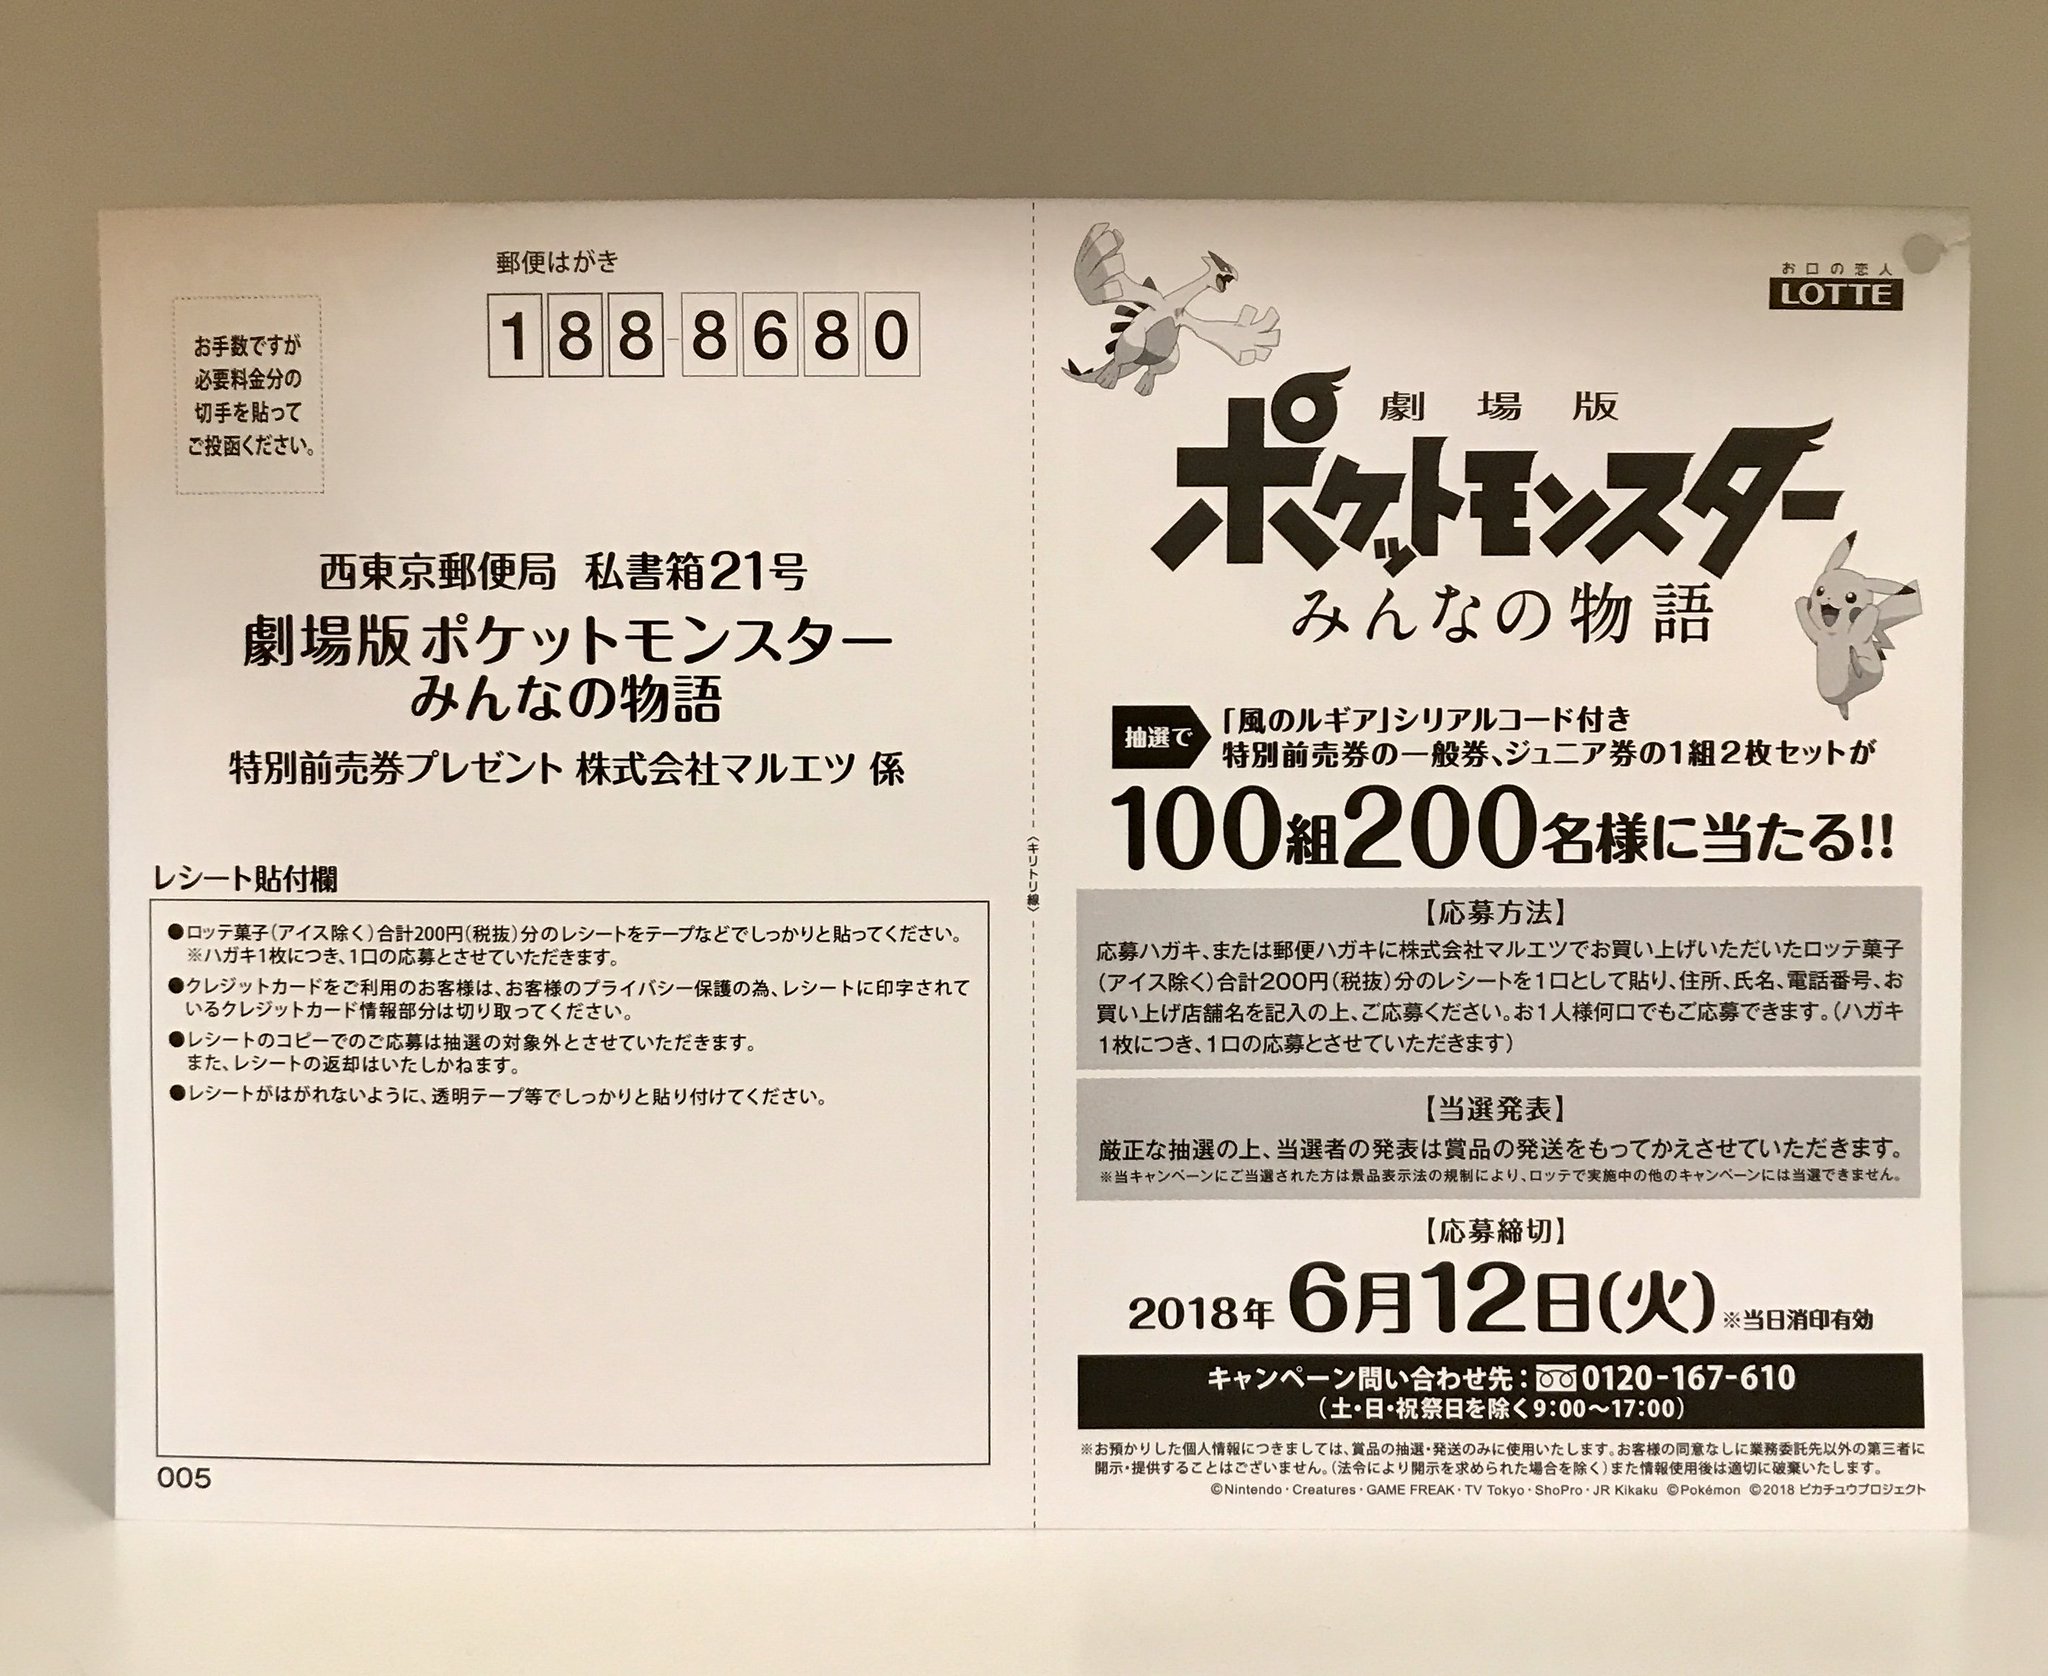 郵便はがき
188-8680
お手数ですが
必要料金分の
切手を貼って
ご投函ください。
西東京郵便局 私書箱21号
劇場版 ポケットモンスター
みんなの物語
特別前売券プレゼント 株式会社マルエツ 係
レシート貼付欄
●ロッテ菓子(アイス除く)合計200円(税抜)分のレシートをテープなどでしっかりと貼ってください。
※ハガキ1枚につき、1口の応募とさせていただきます。
●クレジットカードをご利用のお客様は、お客様のプライバシー保護の為、レシートに印字されて
いるクレジットカード情報部分は切り取ってください。
●レシートのコピーでのご応募は抽選の対象外とさせていただきます。
また、レシートの返却はいたしかねます。
●レシートがはがれないように、透明テープ等でしっかりと貼り付けてください。
005
〈キリトリ線〉
お口の恋人
LOTTE
劇場版
ポケットモンスター
みんなの物語
抽選で
「風のルギア」シリアルコード付き
特別前売券の一般券、ジュニア券の1組2枚セットが
100組200名様に当たる!!
【応募方法】
応募ハガキ、または郵便ハガキに株式会社マルエツでお買い上げいただいたロッテ菓子
(アイス除く)合計200円(税抜)分のレシートを1口として貼り、住所、氏名、電話番号、お
買い上げ店舗名を記入の上、ご応募ください。お1人様何口でもご応募できます。(ハガキ
1枚につき、1口の応募とさせていただきます)
【当選発表】
厳正な抽選の上、当選者の発表は賞品の発送をもってかえさせていただきます。
※当キャンペーンにご当選された方は景品表示法の規制により、ロッテで実施中の他のキャンペーンには当選できません。
【応募締切】
2018年 6月12日(火) ※当日消印有効
キャンペーン問い合わせ先:0120-167-610
(土・日・祝祭日を除く9:00〜17:00)
※お預かりした個人情報につきましては、賞品の抽選・発送のみに使用いたします。お客様の同意なしに業務委託先以外の第三者に
開示・提供することはございません。(法令により開示を求められた場合を除く)また情報使用後は適切に破棄いたします。
©Nintendo・Creatures・GAME FREAK・TV Tokyo・ShoPro・JR Kikaku ©Pokémon ©2018 ピカチュウプロジェクト